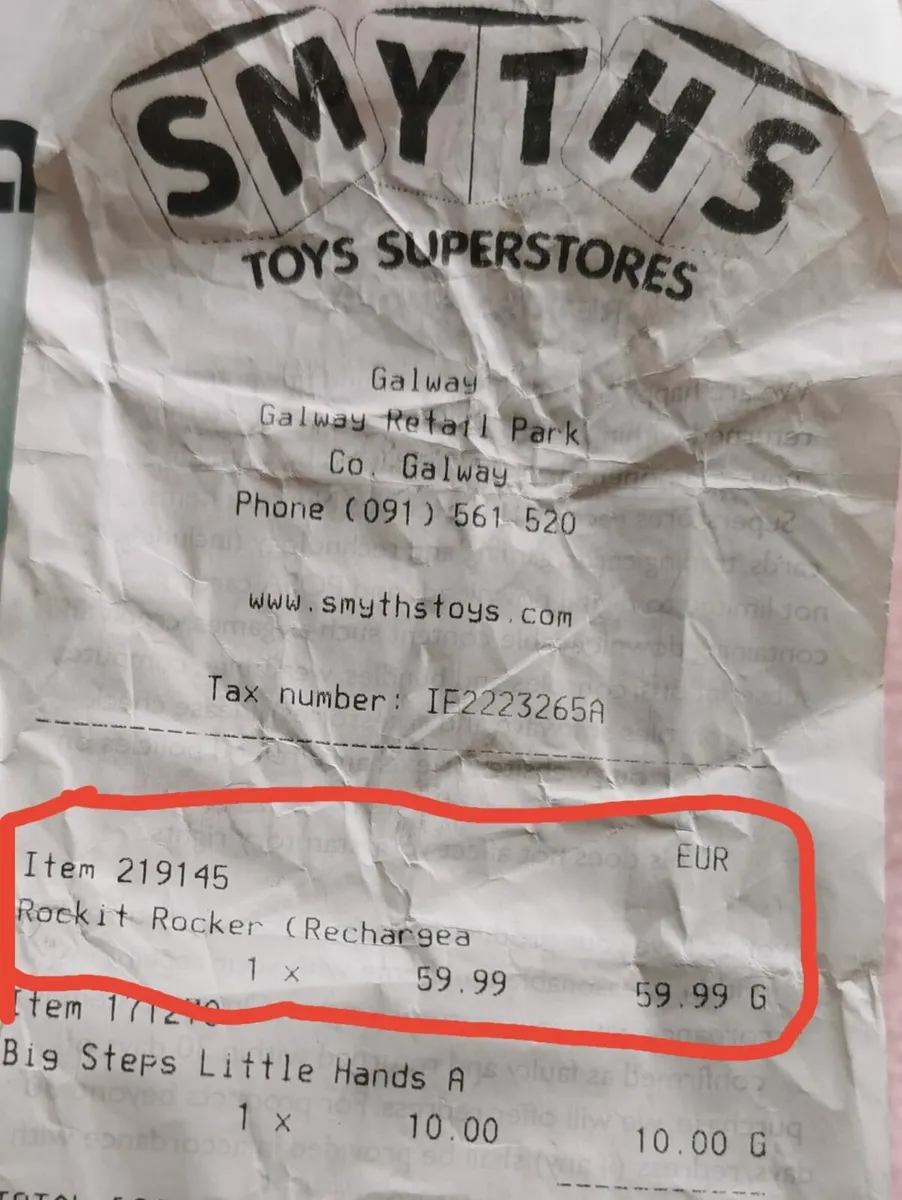 SMYTHS
TOYS SUPERSTORES
Galway
Galway Retail Park
Co. Galway
Phone (091) 561 520
www.smythstoys.com
Tax number: IE2223265A
EUR
Item 219145
Rockit Rocker (Rechargea
1 x 59.99 59.99 G
Item
Big Steps Little Hands A
1 x 10.00 10.00 G